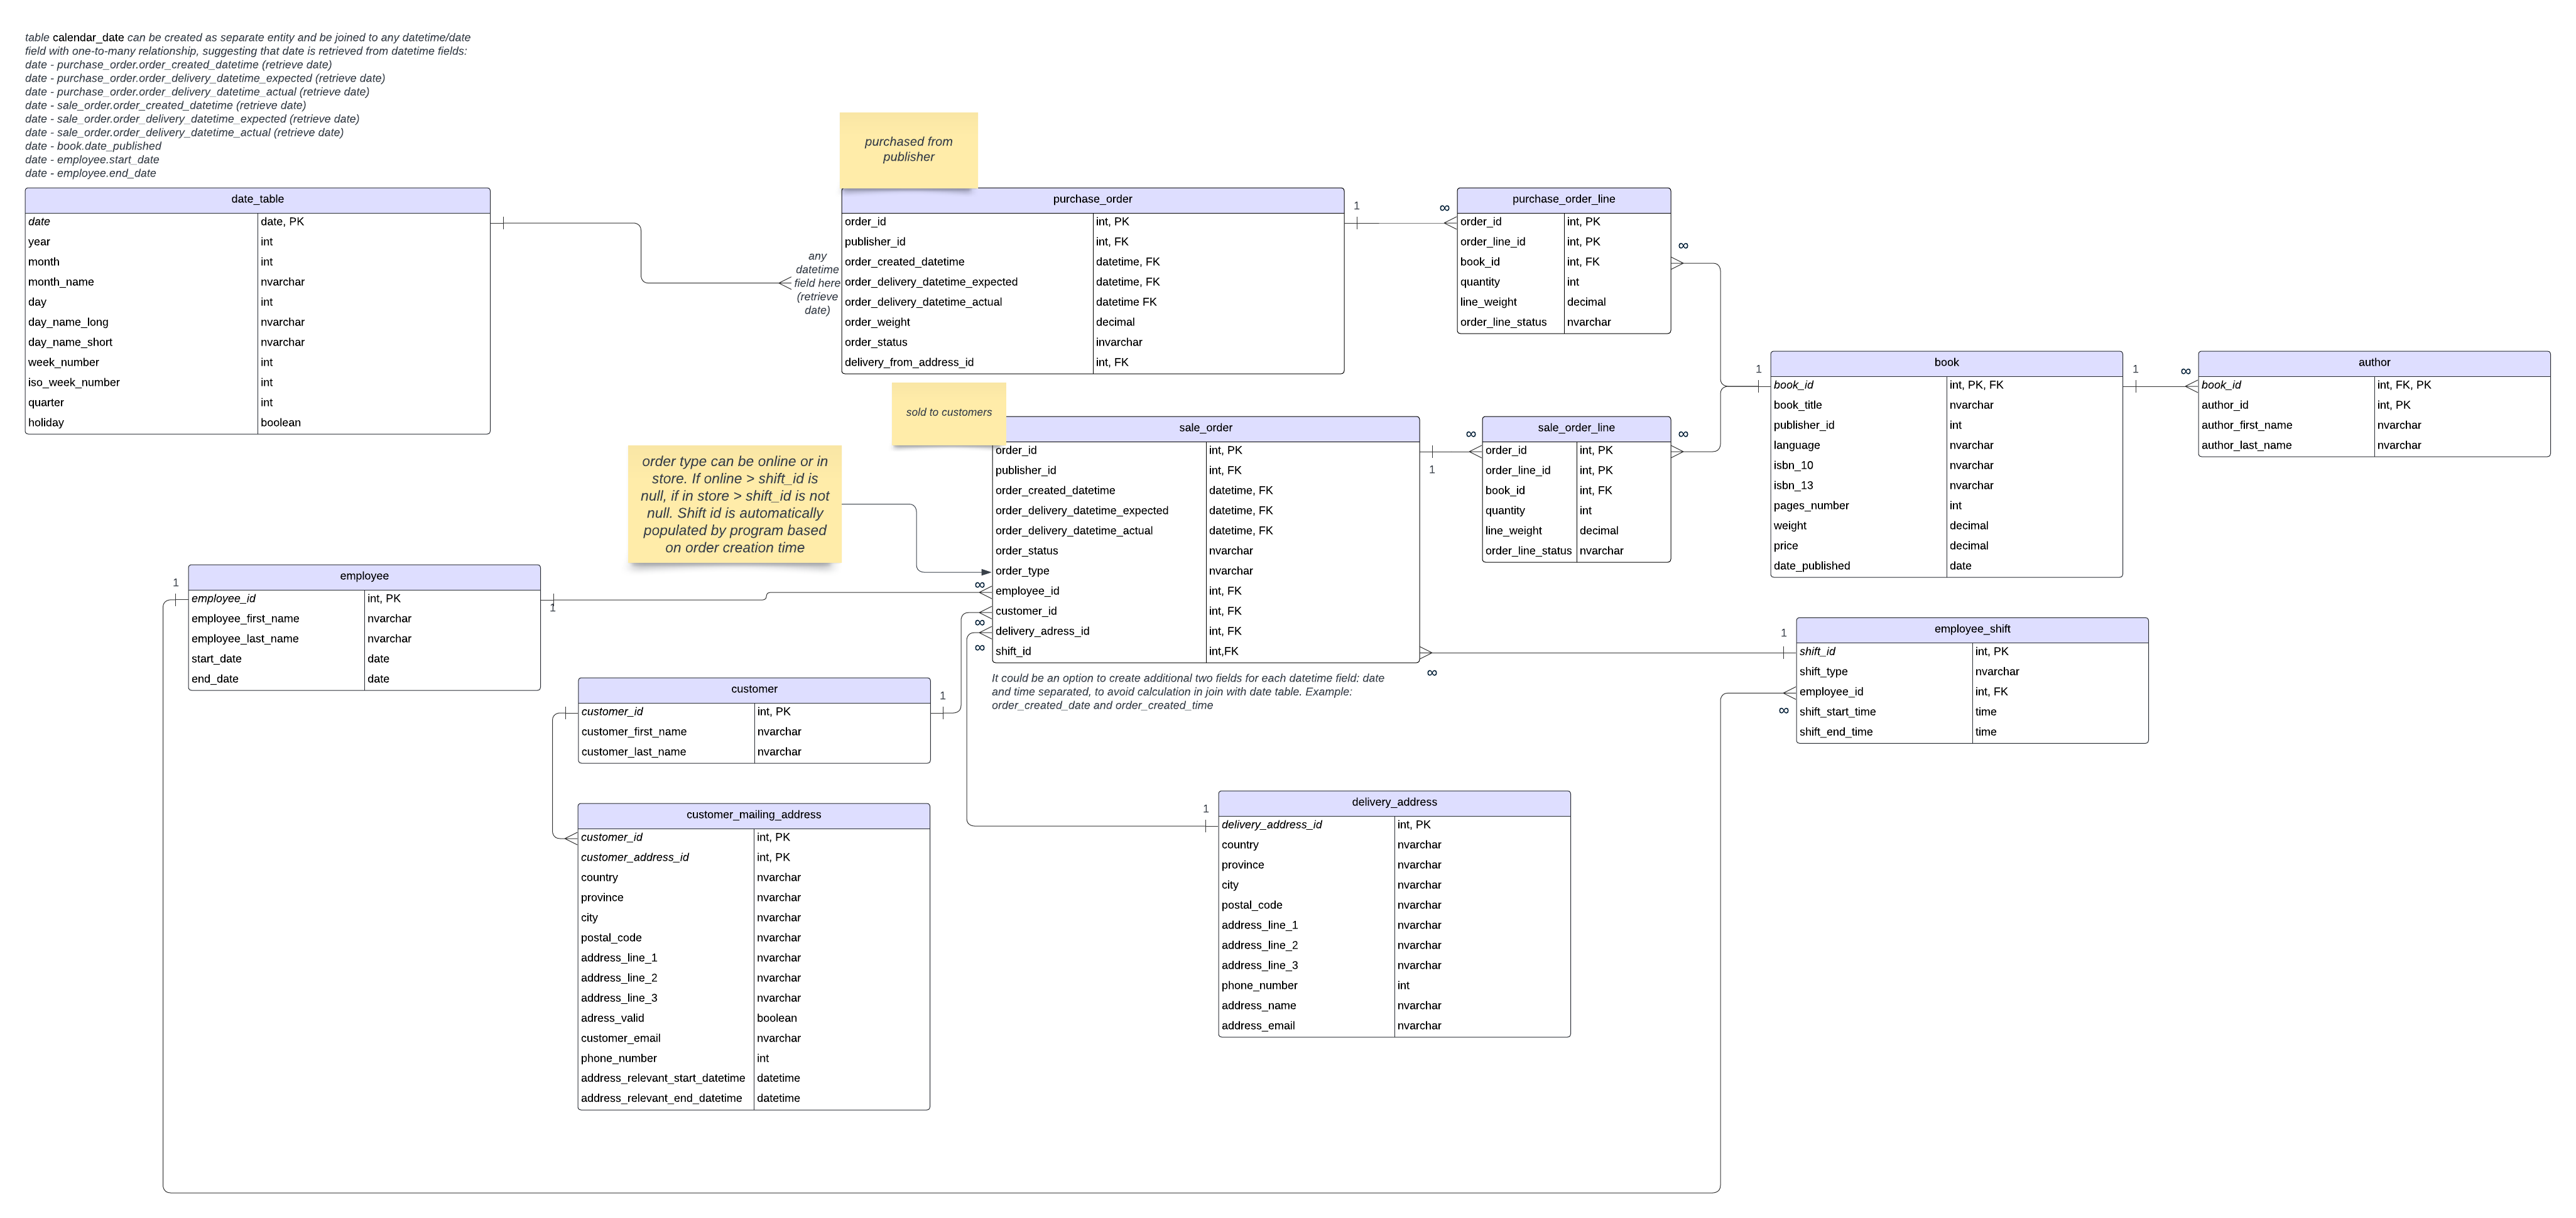 table calendar_date can be created as separate entity and be joined to any datetime/date
field with one-to-many relationship, suggesting that date is retrieved from datetime fields:
date - purchase_order.order_created_datetime (retrieve date)
date - purchase_order.order_delivery_datetime_expected (retrieve date)
date - purchase_order.order_delivery_datetime_actual (retrieve date)
date - sale_order.order_created_datetime (retrieve date)
date - sale_order.order_delivery_datetime_expected (retrieve date)
date - sale_order.order_delivery_datetime_actual (retrieve date)
date - book.date_published
date - employee.start_date
date - employee.end_date
date_table
date date, PK
year int
month int
month_name nvarchar
day int
day_name_long nvarchar
day_name_short nvarchar
week_number int
iso_week_number int
quarter int
holiday boolean
any
datetime
field here
(retrieve
date)
purchased from
publisher
purchase_order
order_id int, PK
publisher_id int, FK
order_created_datetime datetime, FK
order_delivery_datetime_expected datetime, FK
order_delivery_datetime_actual datetime FK
order_weight decimal
order_status invarchar
delivery_from_address_id int, FK
1
∞
purchase_order_line
order_id int, PK
order_line_id int, PK
book_id int, FK
quantity int
line_weight decimal
order_line_status nvarchar
∞
1
book
book_id int, PK, FK
book_title nvarchar
publisher_id int
language nvarchar
isbn_10 nvarchar
isbn_13 nvarchar
pages_number int
weight decimal
price decimal
date_published date
1
∞
author
book_id int, FK, PK
author_id int, PK
author_first_name nvarchar
author_last_name nvarchar
sold to customers
order type can be online or in
store. If online > shift_id is
null, if in store > shift_id is not
null. Shift id is automatically
populated by program based
on order creation time
sale_order
order_id int, PK
publisher_id int, FK
order_created_datetime datetime, FK
order_delivery_datetime_expected datetime, FK
order_delivery_datetime_actual datetime, FK
order_status nvarchar
order_type nvarchar
employee_id int, FK
customer_id int, FK
delivery_adress_id int, FK
shift_id int,FK
∞
∞
∞
1
∞
∞
sale_order_line
order_id int, PK
order_line_id int, PK
book_id int, FK
quantity int
line_weight decimal
order_line_status nvarchar
∞
It could be an option to create additional two fields for each datetime field: date
and time separated, to avoid calculation in join with date table. Example:
order_created_date and order_created_time
1
employee
employee_id int, PK
employee_first_name nvarchar
employee_last_name nvarchar
start_date date
end_date date
1
1
employee_shift
shift_id int, PK
shift_type nvarchar
employee_id int, FK
shift_start_time time
shift_end_time time
∞
customer
customer_id int, PK
customer_first_name nvarchar
customer_last_name nvarchar
1
customer_mailing_address
customer_id int, PK
customer_address_id int, PK
country nvarchar
province nvarchar
city nvarchar
postal_code nvarchar
address_line_1 nvarchar
address_line_2 nvarchar
address_line_3 nvarchar
adress_valid boolean
customer_email nvarchar
phone_number int
address_relevant_start_datetime datetime
address_relevant_end_datetime datetime
1
delivery_address
delivery_address_id int, PK
country nvarchar
province nvarchar
city nvarchar
postal_code nvarchar
address_line_1 nvarchar
address_line_2 nvarchar
address_line_3 nvarchar
phone_number int
address_name nvarchar
address_email nvarchar